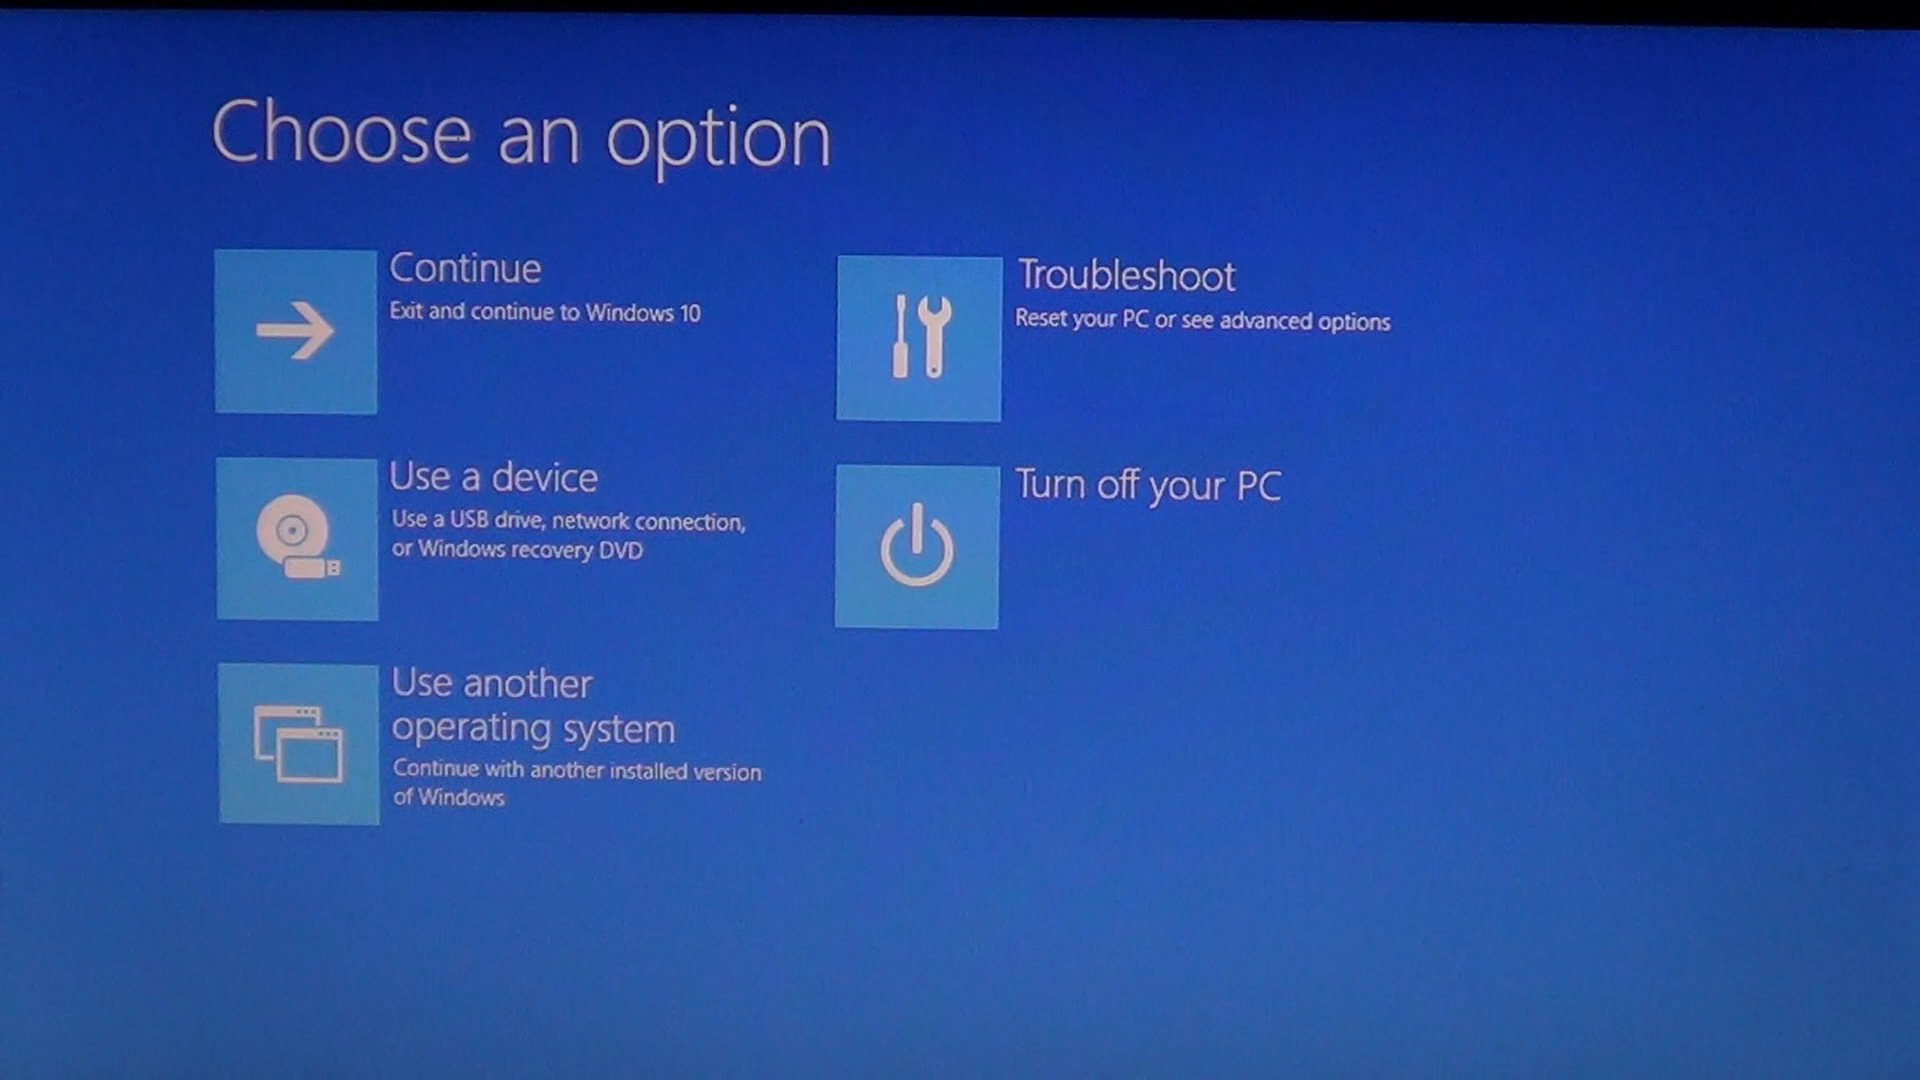 Choose an option
Continue
Exit and continue to Windows 10
Troubleshoot
Reset your PC or see advanced options
Use a device
Use a USB drive, network connection,
or Windows recovery DVD
Turn off your PC
Use another
operating system
Continue with another installed version
of Windows